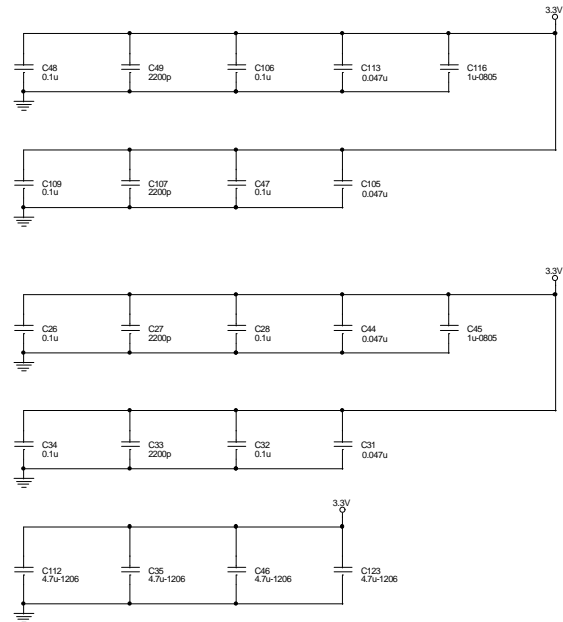 3.3V
C48
0.1u
C49
2200p
C106
0.1u
C113
0.047u
C116
1u-0805
C109
0.1u
C107
2200p
C47
0.1u
C105
0.047u
3.3V
C26
0.1u
C27
2200p
C28
0.1u
C44
0.047u
C45
1u-0805
C34
0.1u
C33
2200p
C32
0.1u
C31
0.047u
3.3V
C112
4.7u-1206
C35
4.7u-1206
C46
4.7u-1206
C123
4.7u-1206